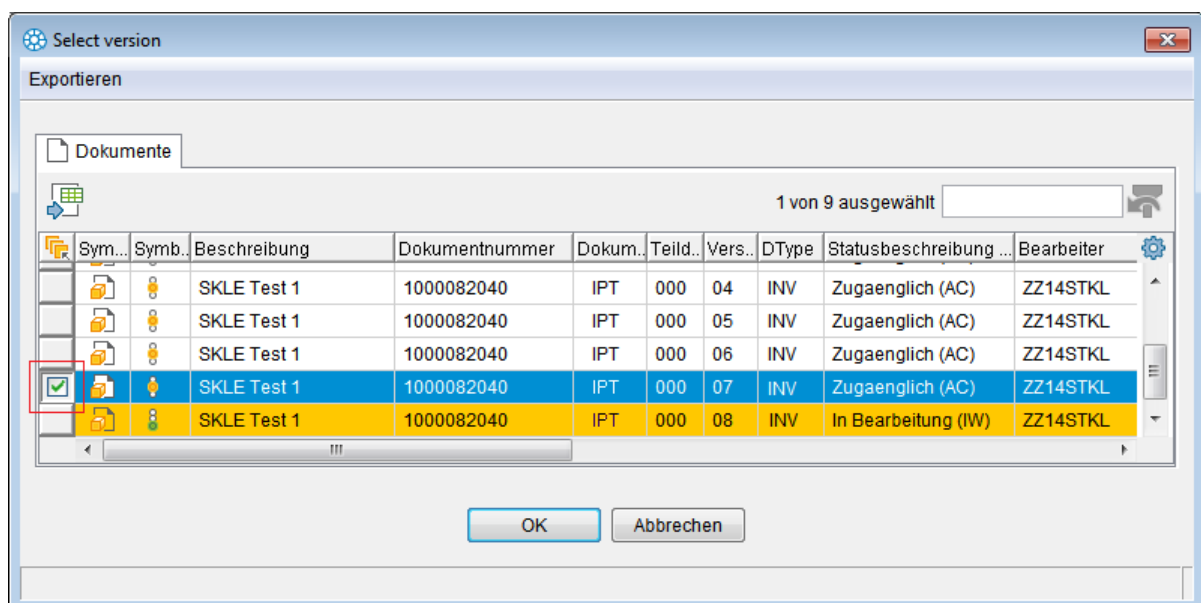 Select version
Exportieren
Dokumente
1 von 9 ausgewählt
Sym... Symb.. Beschreibung Dokumentnummer Dokum.. Teild.. Vers.. DType Statusbeschreibung ... Bearbeiter
SKLE Test 1 1000082040 IPT 000 04 INV Zugaenglich (AC) ZZ14STKL
SKLE Test 1 1000082040 IPT 000 05 INV Zugaenglich (AC) ZZ14STKL
SKLE Test 1 1000082040 IPT 000 06 INV Zugaenglich (AC) ZZ14STKL
SKLE Test 1 1000082040 IPT 000 07 INV Zugaenglich (AC) ZZ14STKL
SKLE Test 1 1000082040 IPT 000 08 INV In Bearbeitung (IW) ZZ14STKL
OK Abbrechen